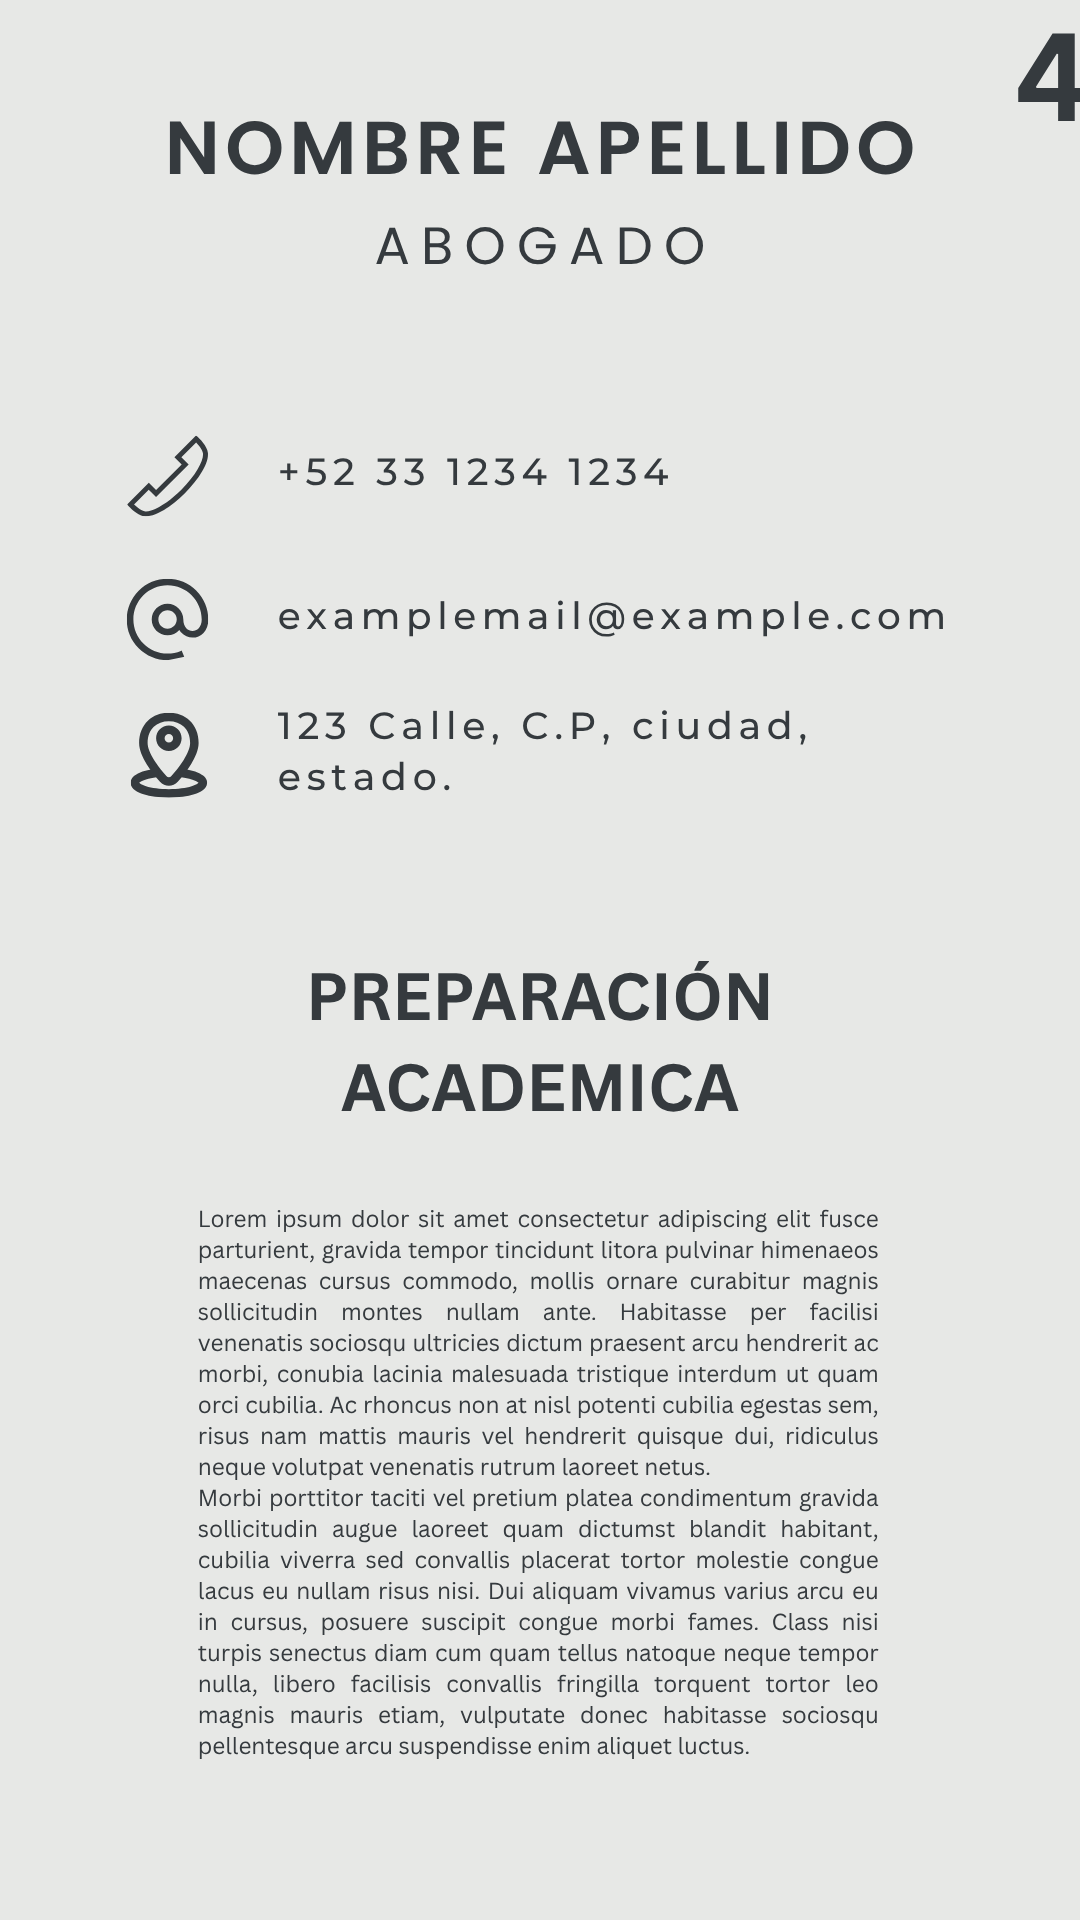 4
NOMBRE APELLIDO
ABOGADO
+52 33 1234 1234
examplemail@example.com
123 Calle, C.P, ciudad,
estado.
PREPARACIÓN
ACADEMICA
Lorem ipsum dolor sit amet consectetur adipiscing elit fusce
parturient, gravida tempor tincidunt litora pulvinar himenaeos
maecenas cursus commodo, mollis ornare curabitur magnis
sollicitudin montes nullam ante. Habitasse per facilisi
venenatis sociosqu ultricies dictum praesent arcu hendrerit ac
morbi, conubia lacinia malesuada tristique interdum ut quam
orci cubilia. Ac rhoncus non at nisl potenti cubilia egestas sem,
risus nam mattis mauris vel hendrerit quisque dui, ridiculus
neque volutpat venenatis rutrum laoreet netus.
Morbi porttitor taciti vel pretium platea condimentum gravida
sollicitudin augue laoreet quam dictumst blandit habitant,
cubilia viverra sed convallis placerat tortor molestie congue
lacus eu nullam risus nisi. Dui aliquam vivamus varius arcu eu
in cursus, posuere suscipit congue morbi fames. Class nisi
turpis senectus diam cum quam tellus natoque neque tempor
nulla, libero facilisis convallis fringilla torquent tortor leo
magnis mauris etiam, vulputate donec habitasse sociosqu
pellentesque arcu suspendisse enim aliquet luctus.